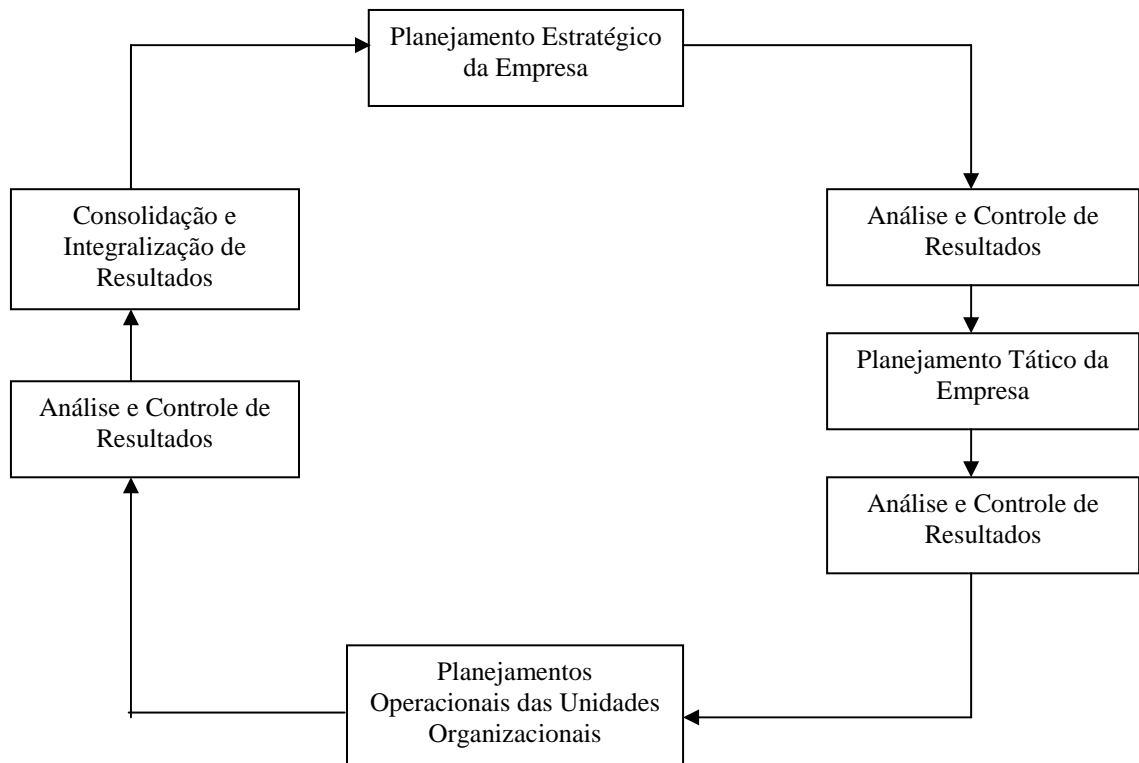 Planejamento Estratégico
da Empresa
Análise e Controle de
Resultados
Planejamento Tático da
Empresa
Análise e Controle de
Resultados
Planejamentos
Operacionais das Unidades
Organizacionais
Análise e Controle de
Resultados
Consolidação e
Integralização de
Resultados